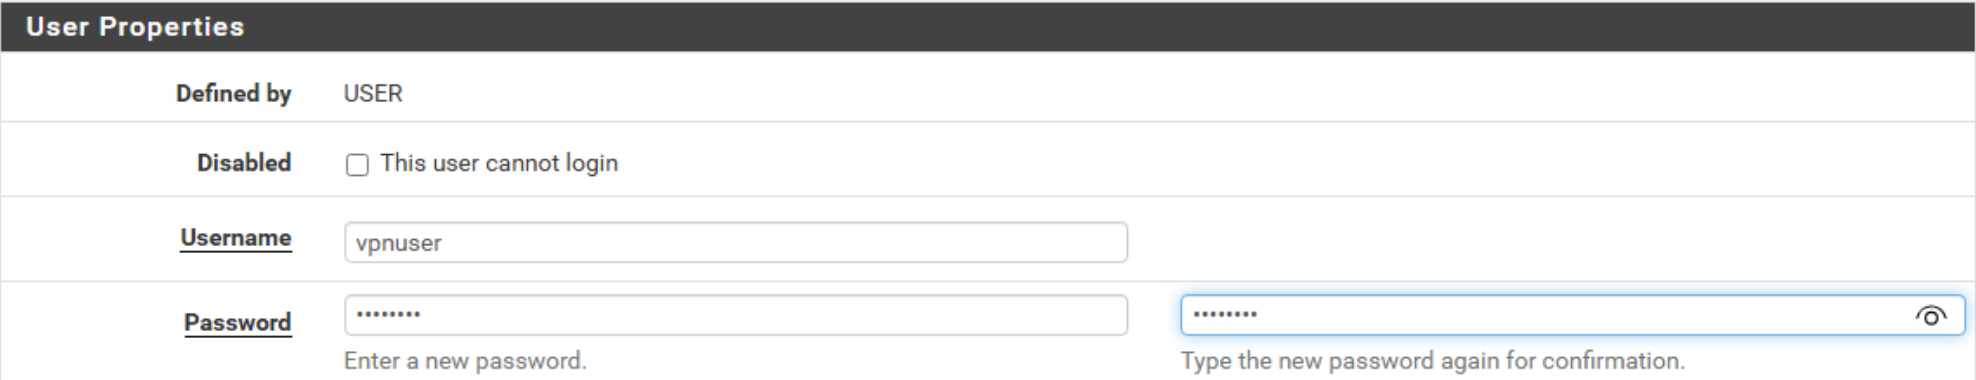 User Properties
Defined by USER
Disabled This user cannot login
Username vpnuser
Password •••••••• ••••••••
Enter a new password. Type the new password again for confirmation.